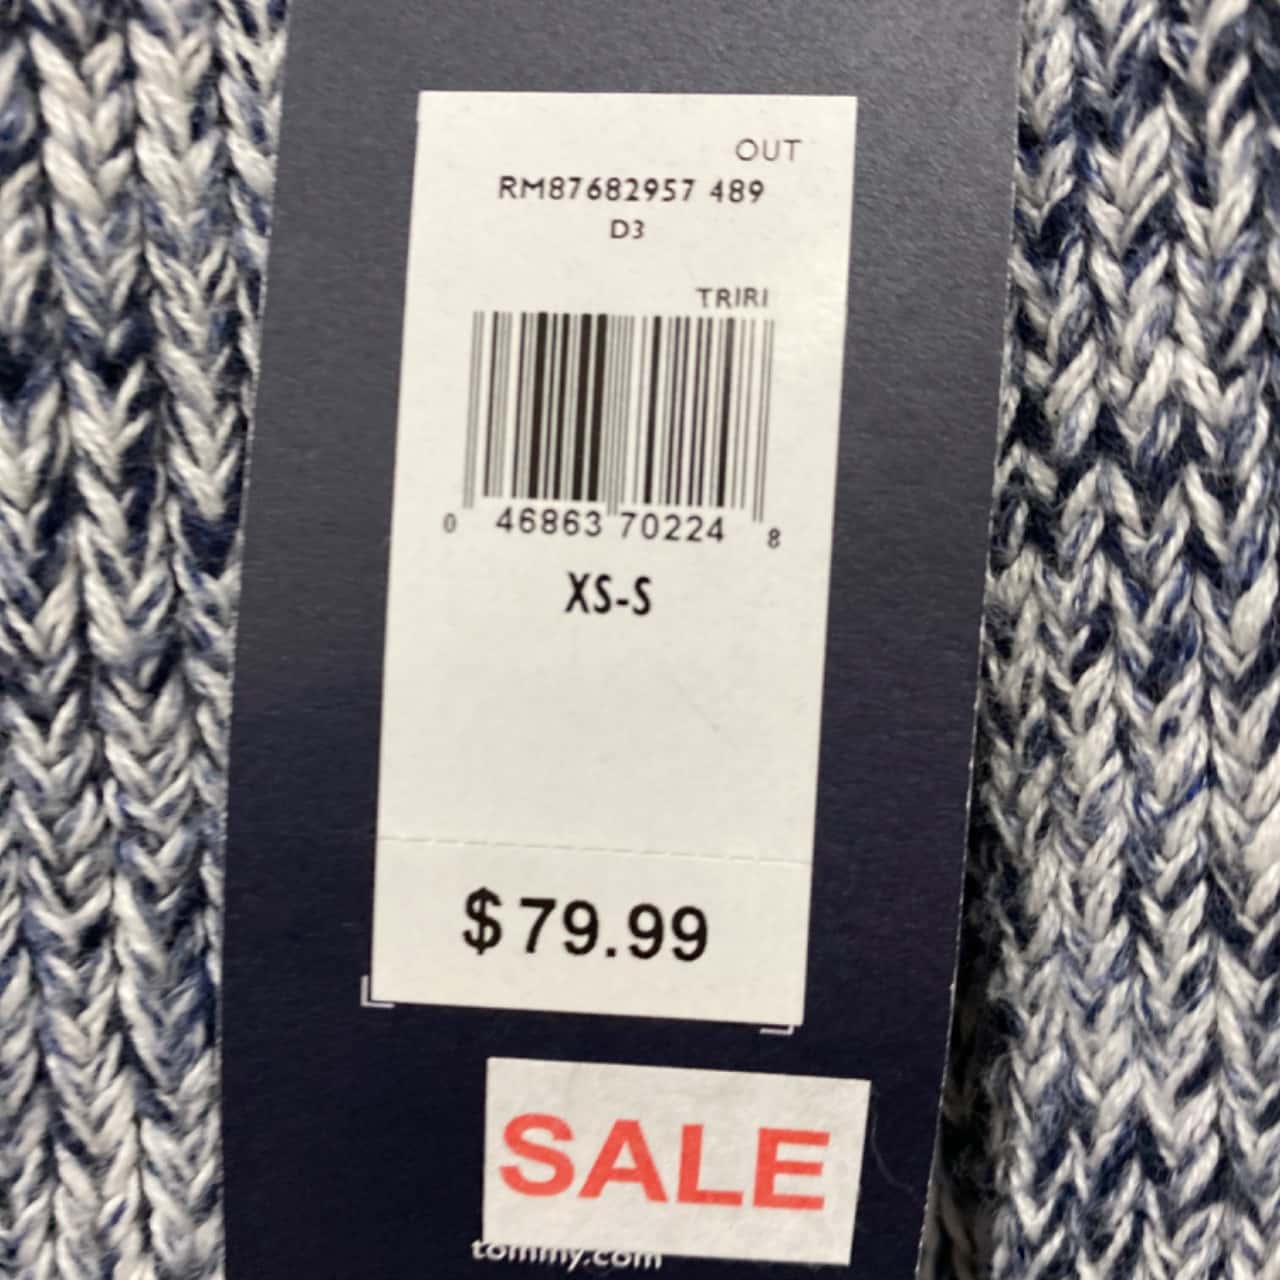 OUT
RM87682957 489
D3
TRIRI
0 46863 70224 8
XS-S
$79.99
SALE
tommy.com